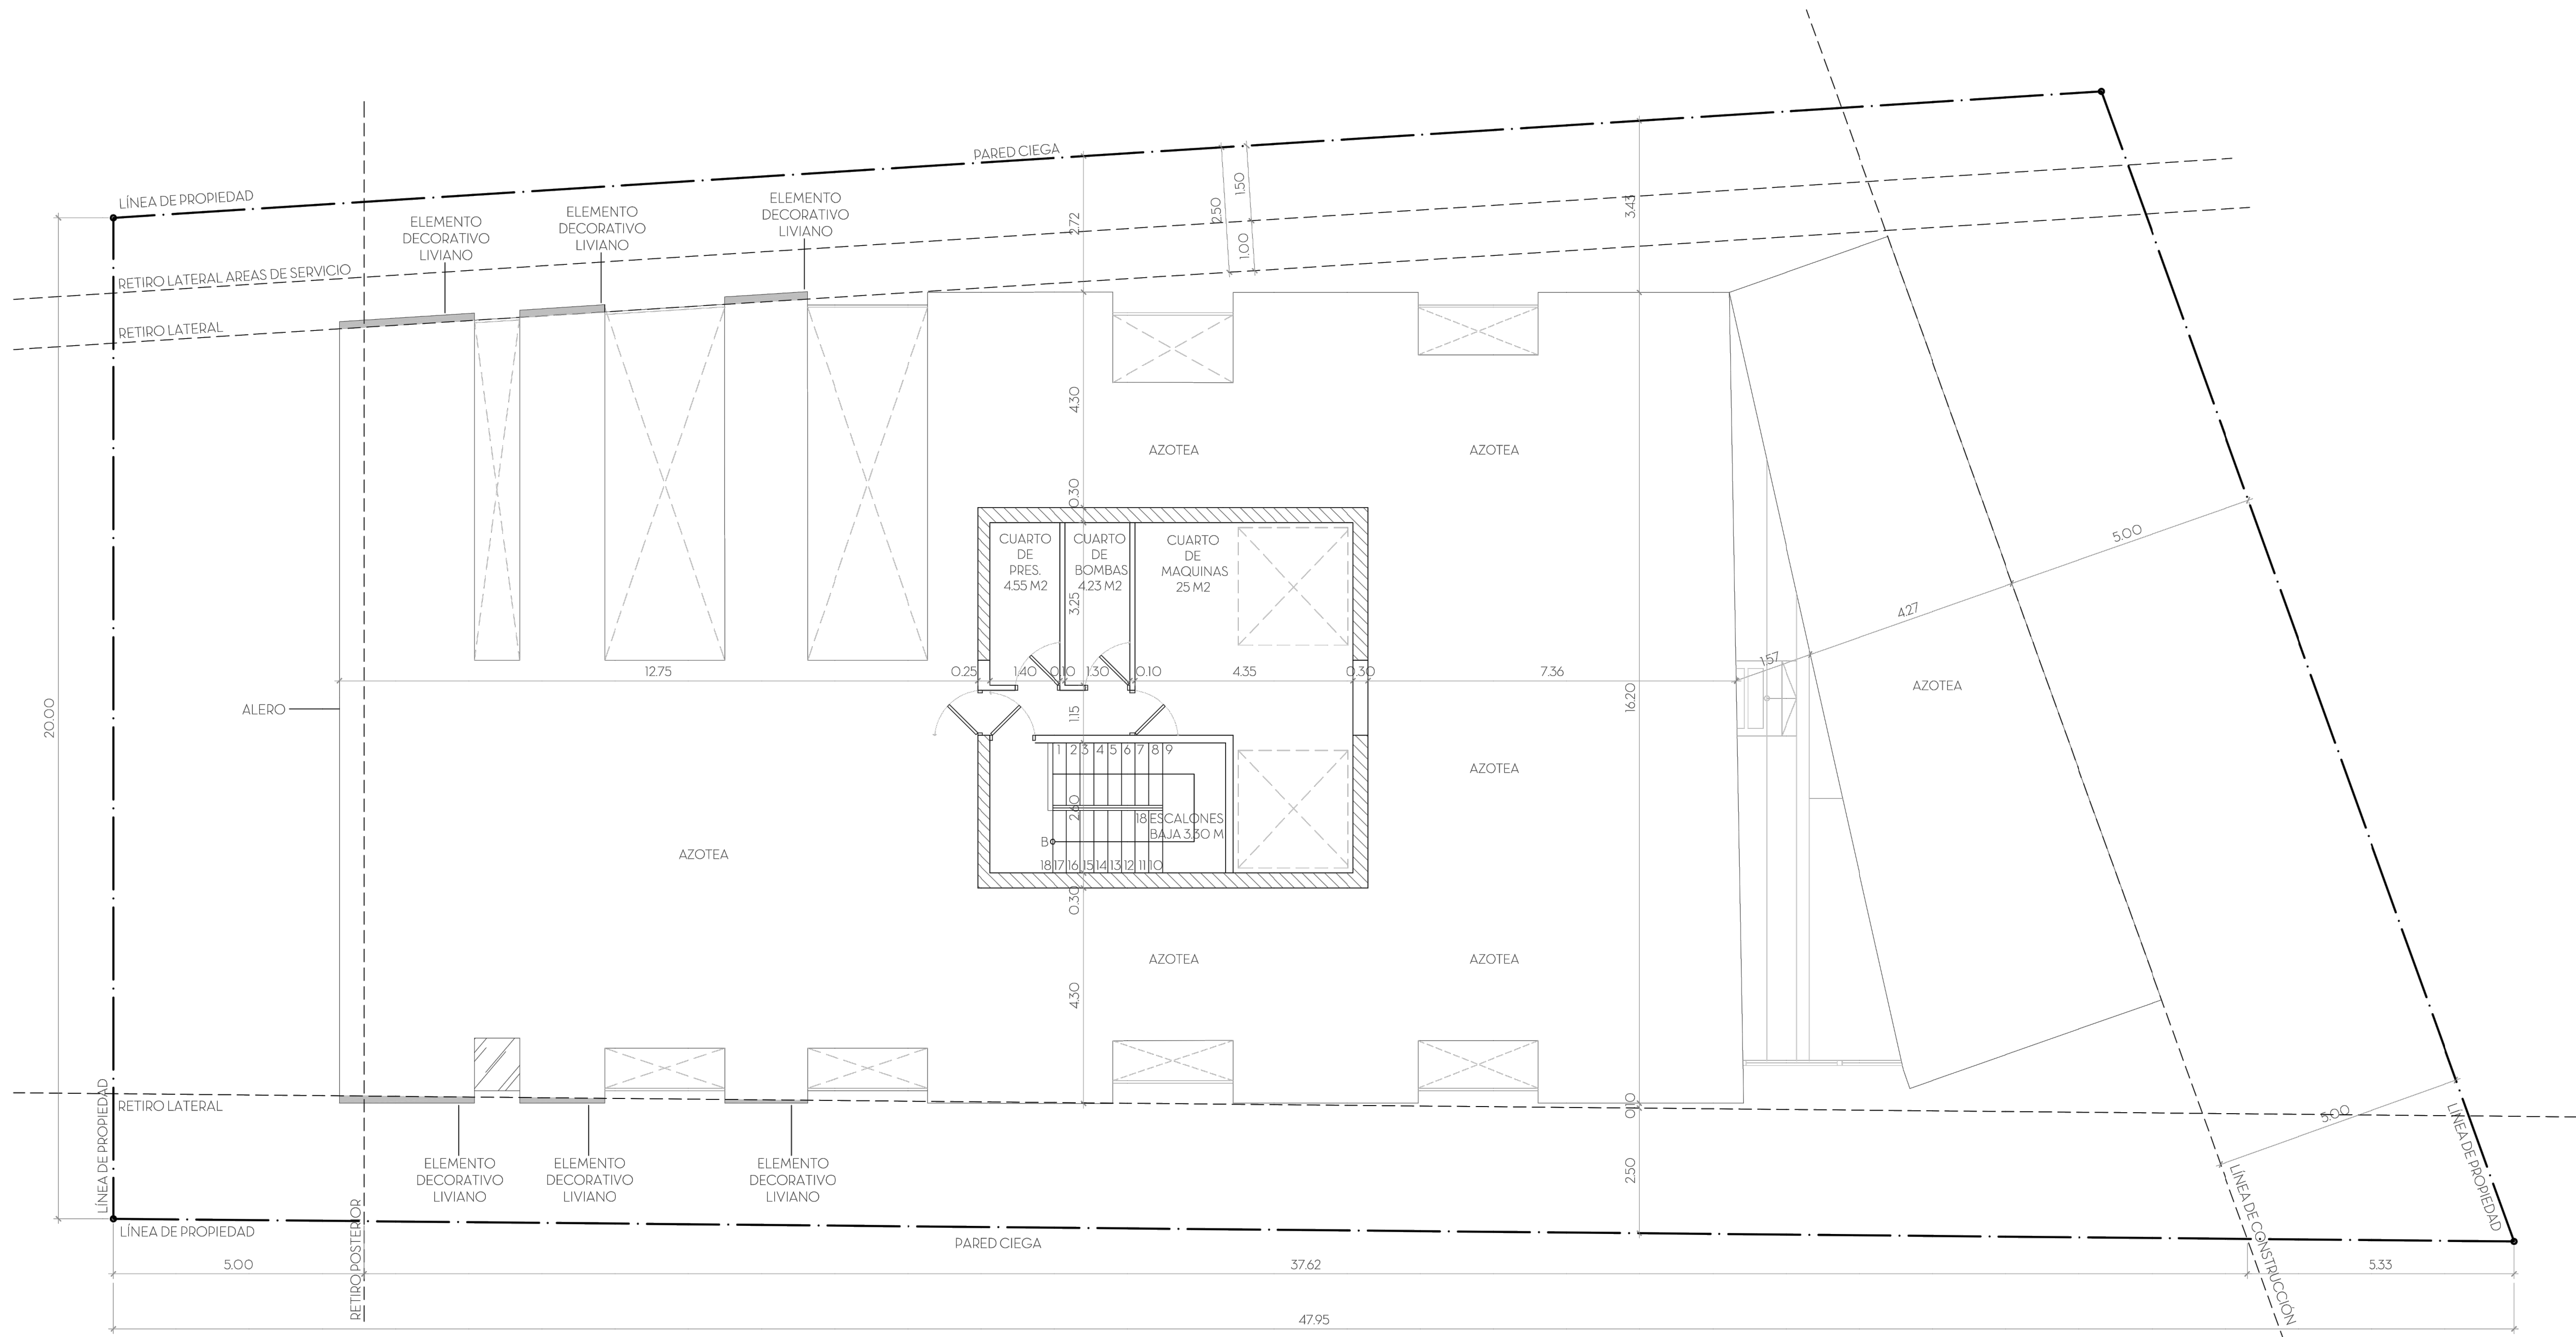 PARED CIEGA
LÍNEA DE PROPIEDAD
ELEMENTO
DECORATIVO
LIVIANO
ELEMENTO
DECORATIVO
LIVIANO
ELEMENTO
DECORATIVO
LIVIANO
2.72
2.50
1.50
1.00
3.43
RETIRO LATERAL AREAS DE SERVICIO
RETIRO LATERAL
4.30
AZOTEA
AZOTEA
0.30
CUARTO
DE
PRES.
4.55 M2
CUARTO
DE
BOMBAS
4.23 M2
CUARTO
DE
MAQUINAS
25 M2
3.25
5.00
4.27
1.57
12.75
0.25
1.40
0.10
1.30
0.10
4.35
0.30
7.36
AZOTEA
20.00
ALERO
1.15
16.20
1 2 3 4 5 6 7 8 9
AZOTEA
2.60
18 ESCALONES
BAJA 3.30 M
B
AZOTEA
18 17 16 15 14 13 12 11 10
0.30
AZOTEA
AZOTEA
4.30
LÍNEA DE PROPIEDAD
RETIRO LATERAL
0.10
5.00
LÍNEA DE PROPIEDAD
ELEMENTO
DECORATIVO
LIVIANO
ELEMENTO
DECORATIVO
LIVIANO
ELEMENTO
DECORATIVO
LIVIANO
2.50
LÍNEA DE CONSTRUCCIÓN
LÍNEA DE PROPIEDAD
RETIRO POSTERIOR
PARED CIEGA
5.00
37.62
5.33
47.95